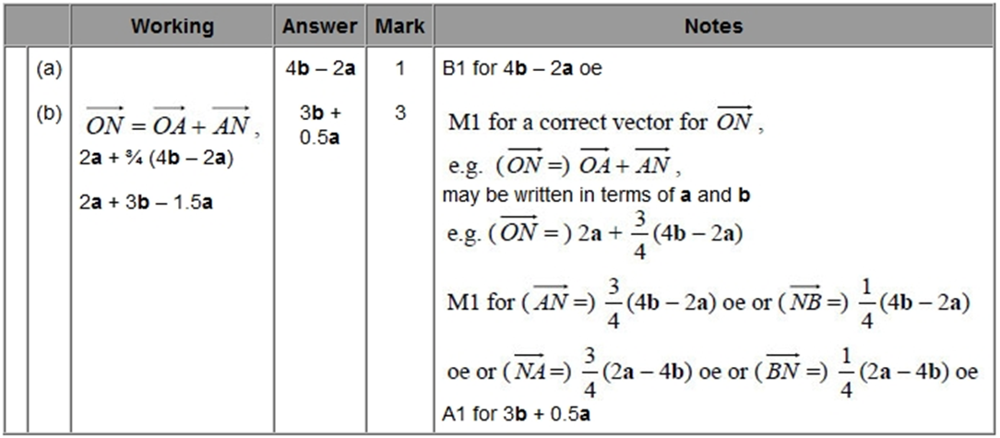 Working Answer Mark Notes
(a) 4b – 2a 1 B1 for 4b – 2a oe
(b) ON = OA + AN , 3b + 0.5a 3 M1 for a correct vector for ON ,
2a + ¾ (4b – 2a) e.g. (ON =) OA + AN ,
2a + 3b – 1.5a may be written in terms of a and b
e.g. (ON = ) 2a + 3/4 (4b – 2a)
M1 for ( AN =) 3/4 (4b – 2a) oe or ( NB =) 1/4 (4b – 2a)
oe or ( NA =) 3/4 (2a – 4b) oe or ( BN =) 1/4 (2a – 4b) oe
A1 for 3b + 0.5a